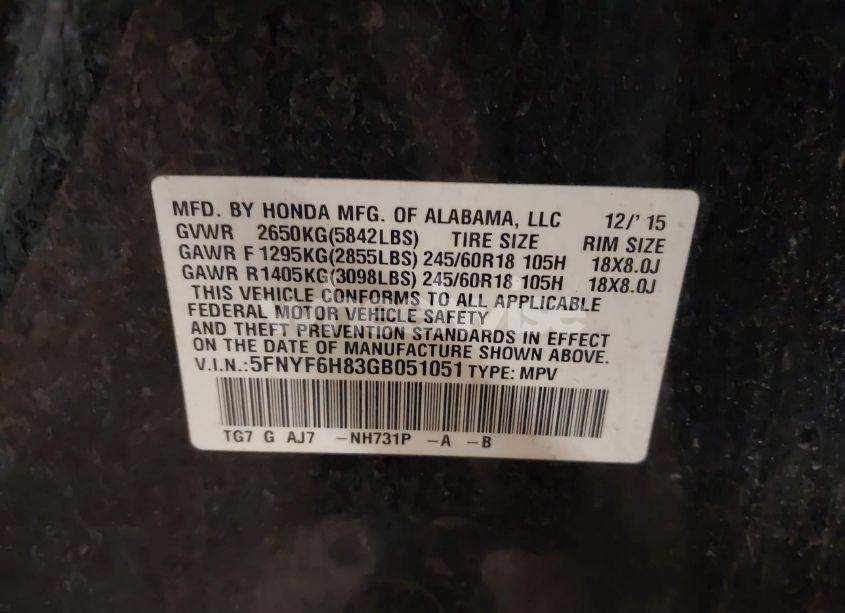 MFD. BY HONDA MFG. OF ALABAMA, LLC 12/' 15
GVWR 2650KG(5842LBS) TIRE SIZE RIM SIZE
GAWR F 1295KG(2855LBS) 245/60R18 105H 18X8.0J
GAWR R1405KG(3098LBS) 245/60R18 105H 18X8.0J
THIS VEHICLE CONFORMS TO ALL APPLICABLE
FEDERAL MOTOR VEHICLE SAFETY
AND THEFT PREVENTION STANDARDS IN EFFECT
ON THE DATE OF MANUFACTURE SHOWN ABOVE.
V.I.N.:5FNYF6H83GB051051 TYPE: MPV
TG7 G AJ7 -NH731P -A -B